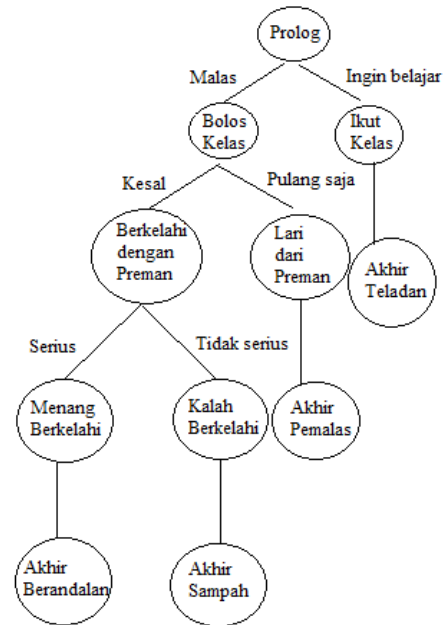 Prolog
Malas
Ingin belajar
Bolos
Kelas
Ikut
Kelas
Kesal
Pulang saja
Berkelahi
dengan
Preman
Lari
dari
Preman
Akhir
Teladan
Serius
Tidak serius
Menang
Berkelahi
Kalah
Berkelahi
Akhir
Pemalas
Akhir
Berandalan
Akhir
Sampah